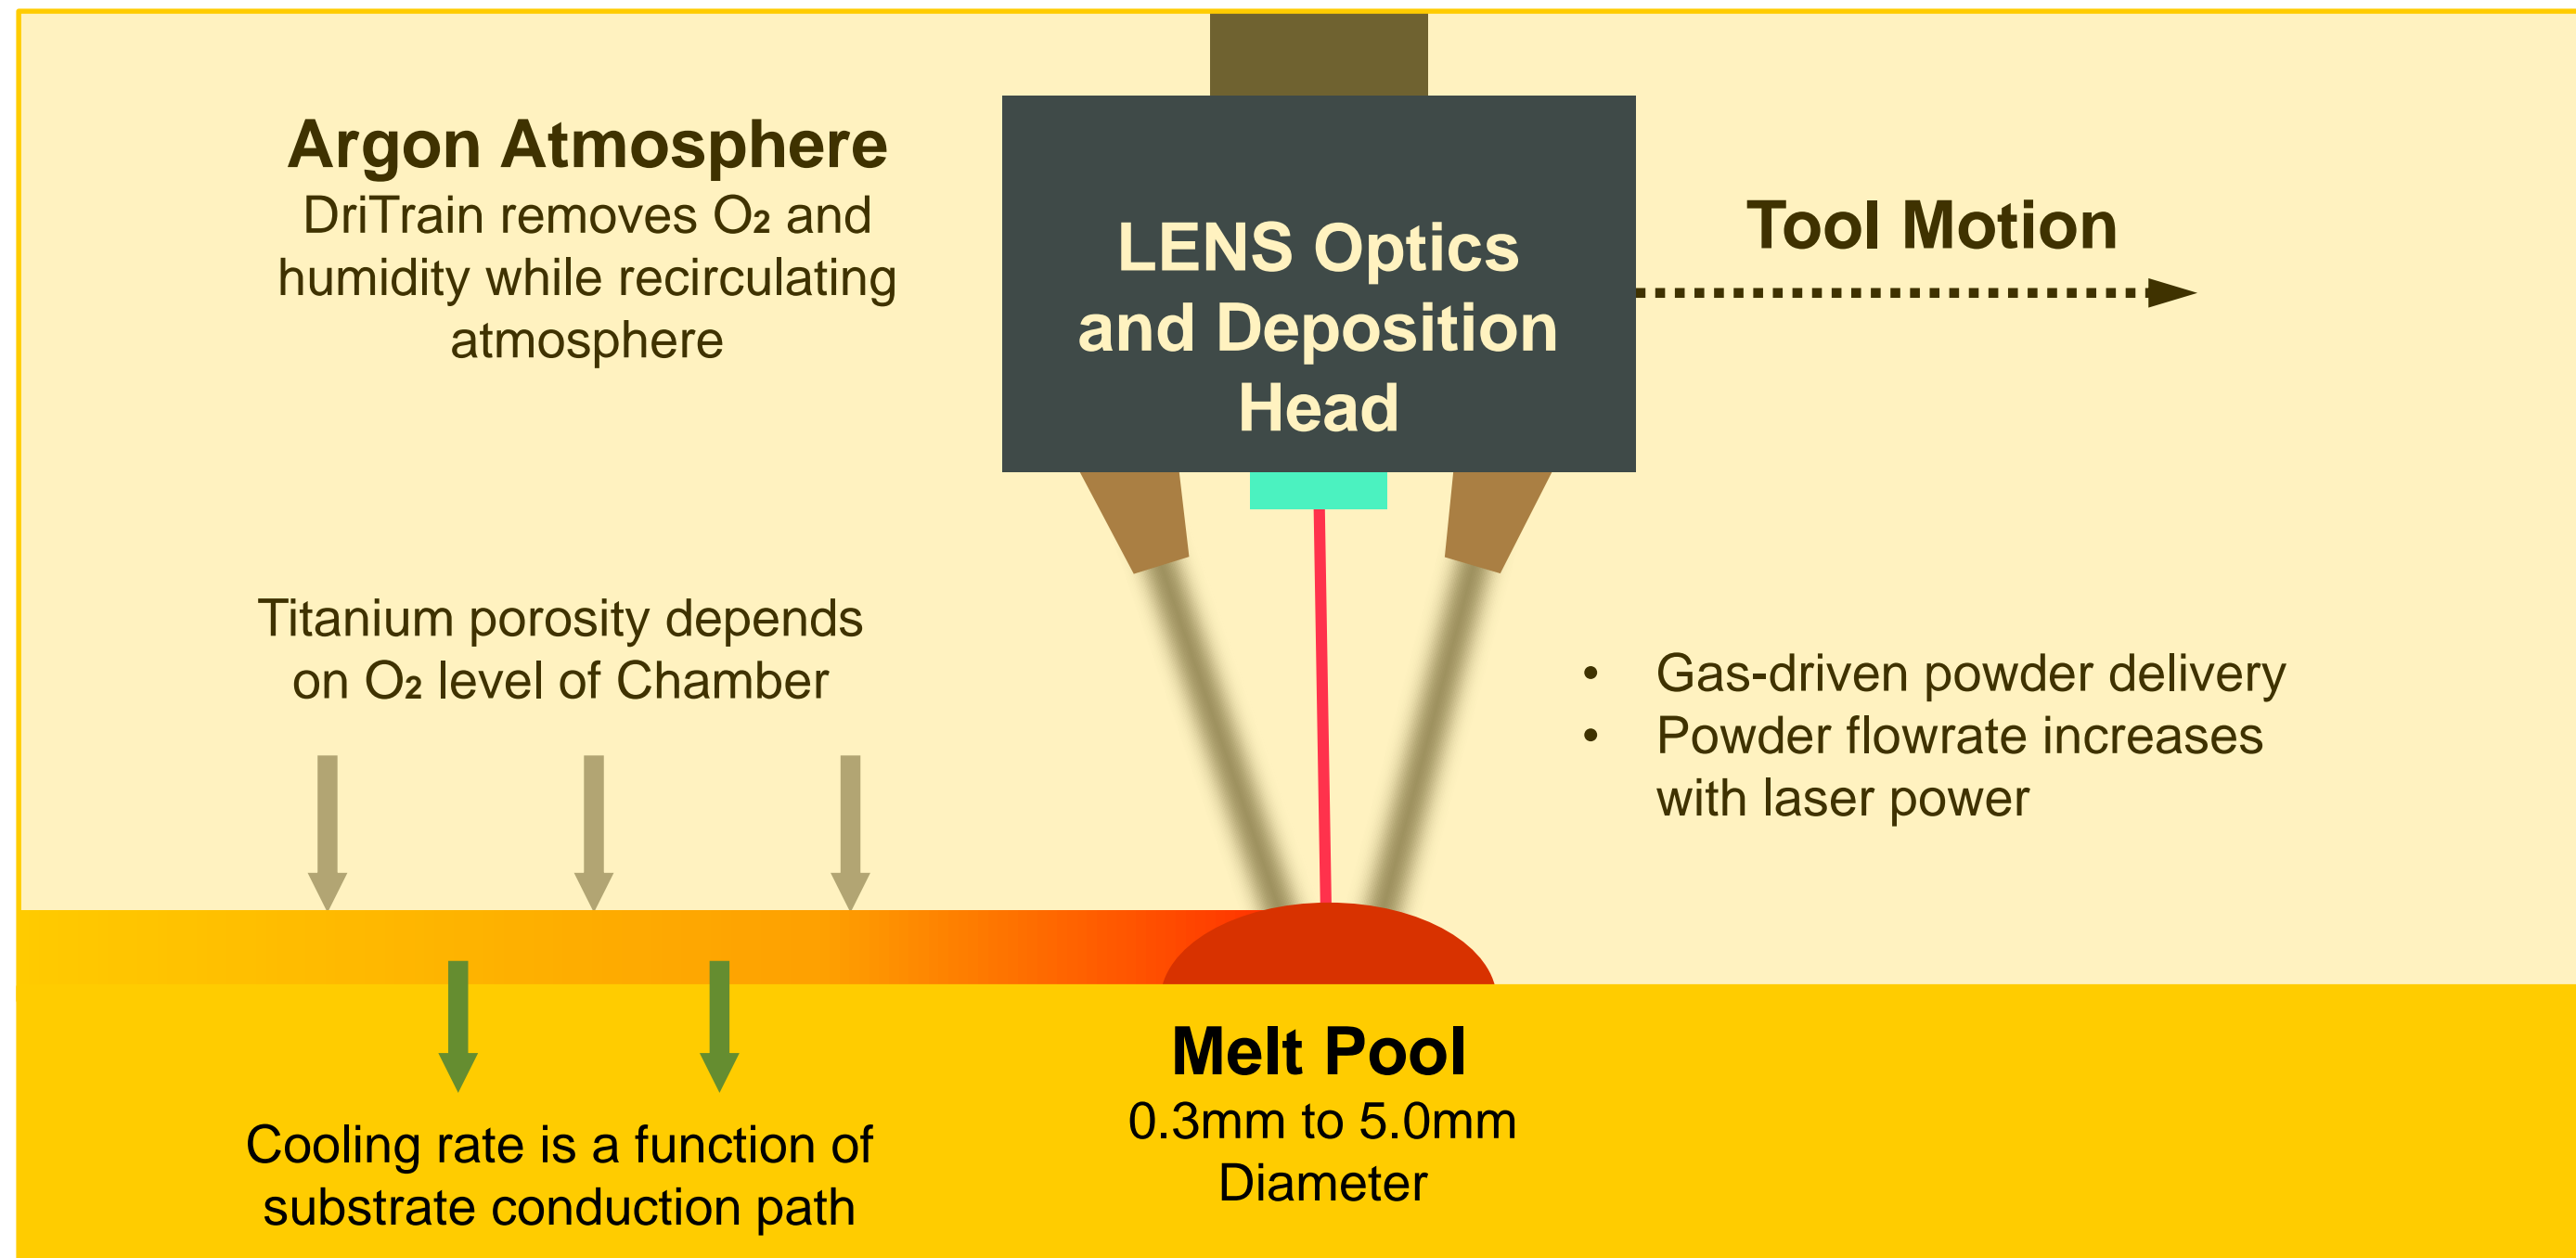 Argon Atmosphere
DriTrain removes O₂ and
humidity while recirculating
atmosphere
LENS Optics
and Deposition
Head
Tool Motion
Titanium porosity depends
on O₂ level of Chamber
• Gas-driven powder delivery
• Powder flowrate increases
with laser power
Melt Pool
0.3mm to 5.0mm
Diameter
Cooling rate is a function of
substrate conduction path